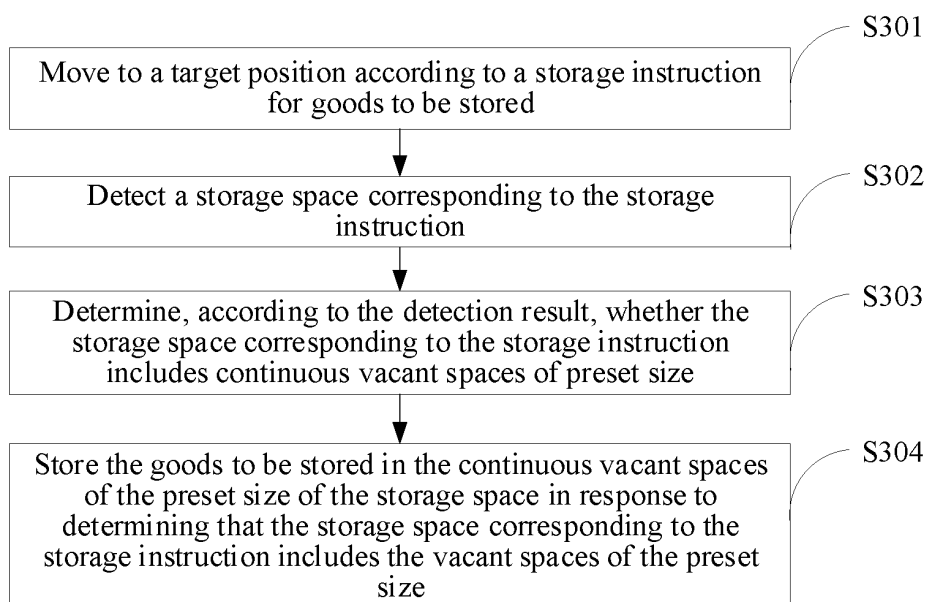 S301
Move to a target position according to a storage instruction
for goods to be stored
S302
Detect a storage space corresponding to the storage
instruction
S303
Determine, according to the detection result, whether the
storage space corresponding to the storage instruction
includes continuous vacant spaces of preset size
S304
Store the goods to be stored in the continuous vacant spaces
of the preset size of the storage space in response to
determining that the storage space corresponding to the
storage instruction includes the vacant spaces of the preset
size